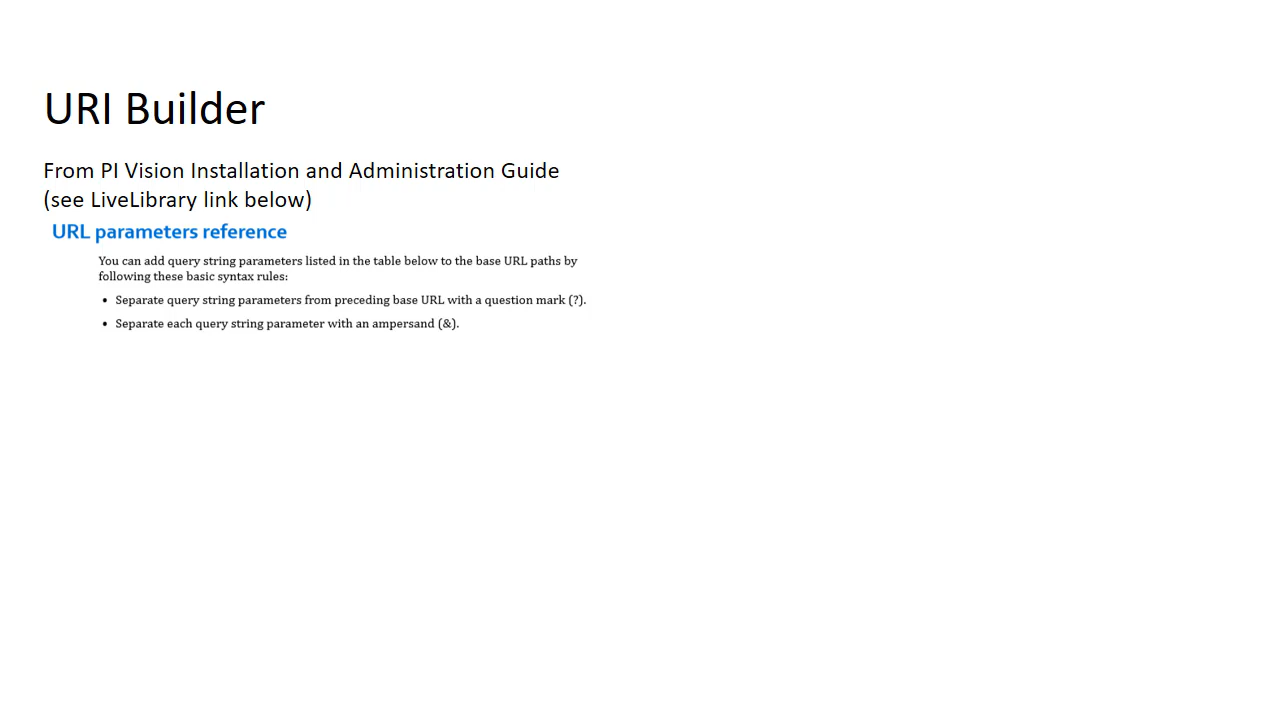 URI Builder
From PI Vision Installation and Administration Guide
(see LiveLibrary link below)
URL parameters reference
You can add query string parameters listed in the table below to the base URL paths by
following these basic syntax rules:
• Separate query string parameters from preceding base URL with a question mark (?).
• Separate each query string parameter with an ampersand (&).